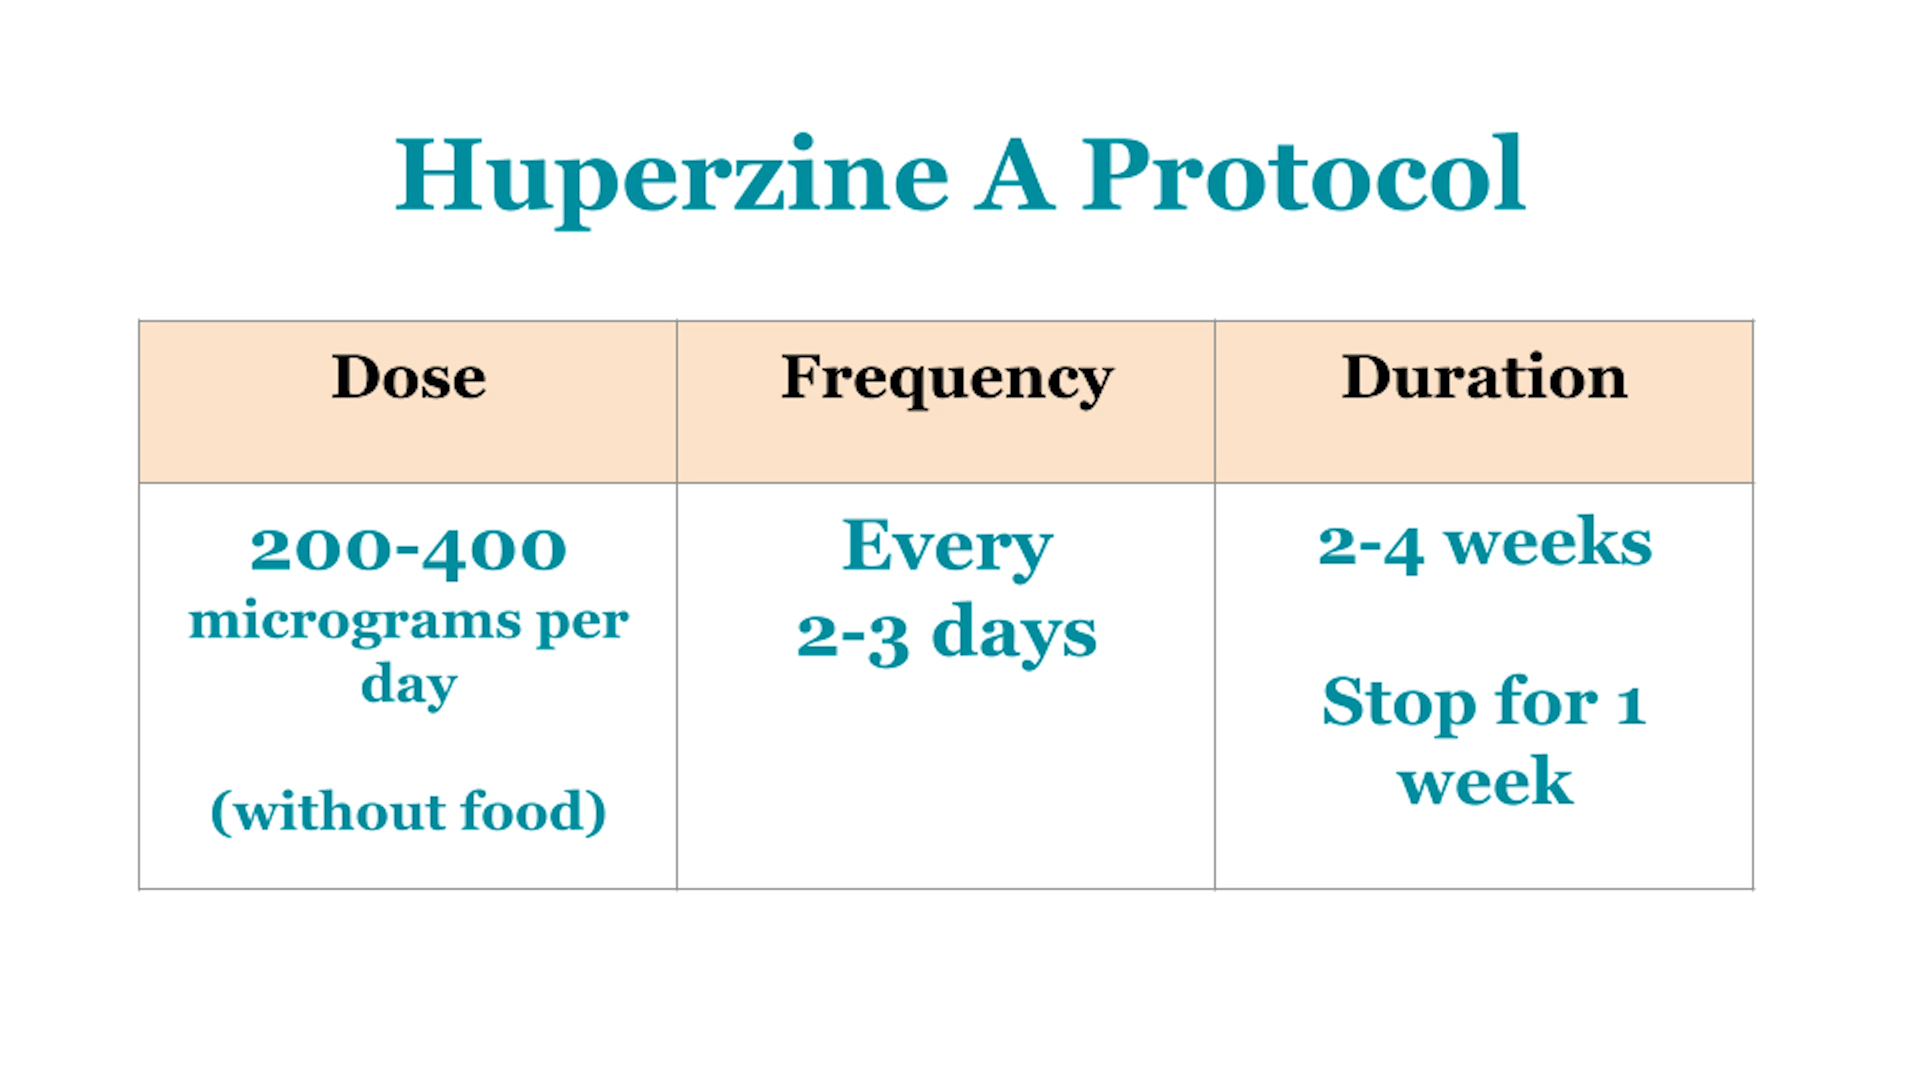 Huperzine A Protocol
Dose
Frequency
Duration
200-400
micrograms per
day
(without food)
Every
2-3 days
2-4 weeks
Stop for 1
week